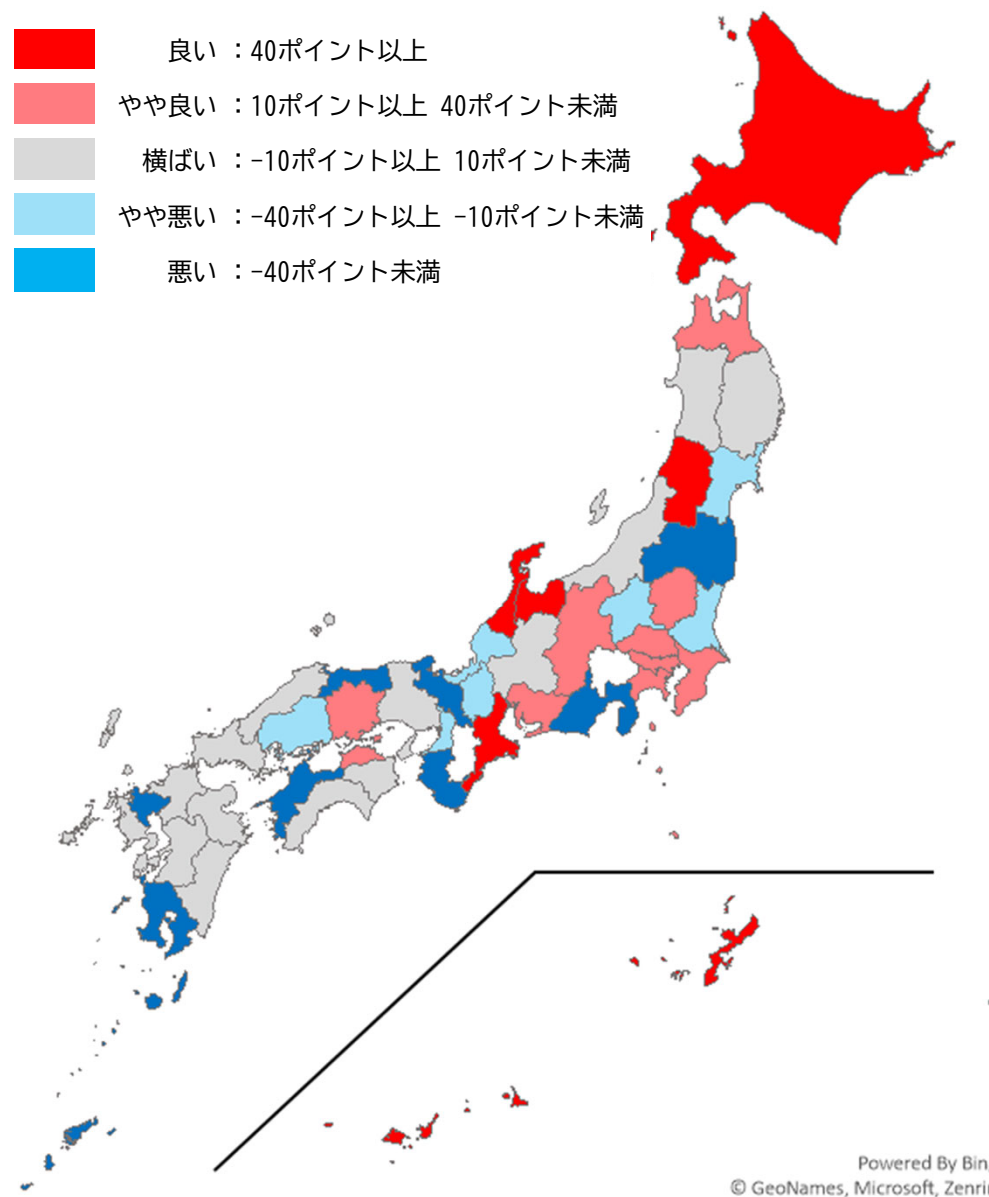 良い ：40ポイント以上
やや良い ：10ポイント以上 40ポイント未満
横ばい ：-10ポイント以上 10ポイント未満
やや悪い ：-40ポイント以上 -10ポイント未満
悪い ：-40ポイント未満
Powered By Bin
© GeoNames, Microsoft, Zenrin